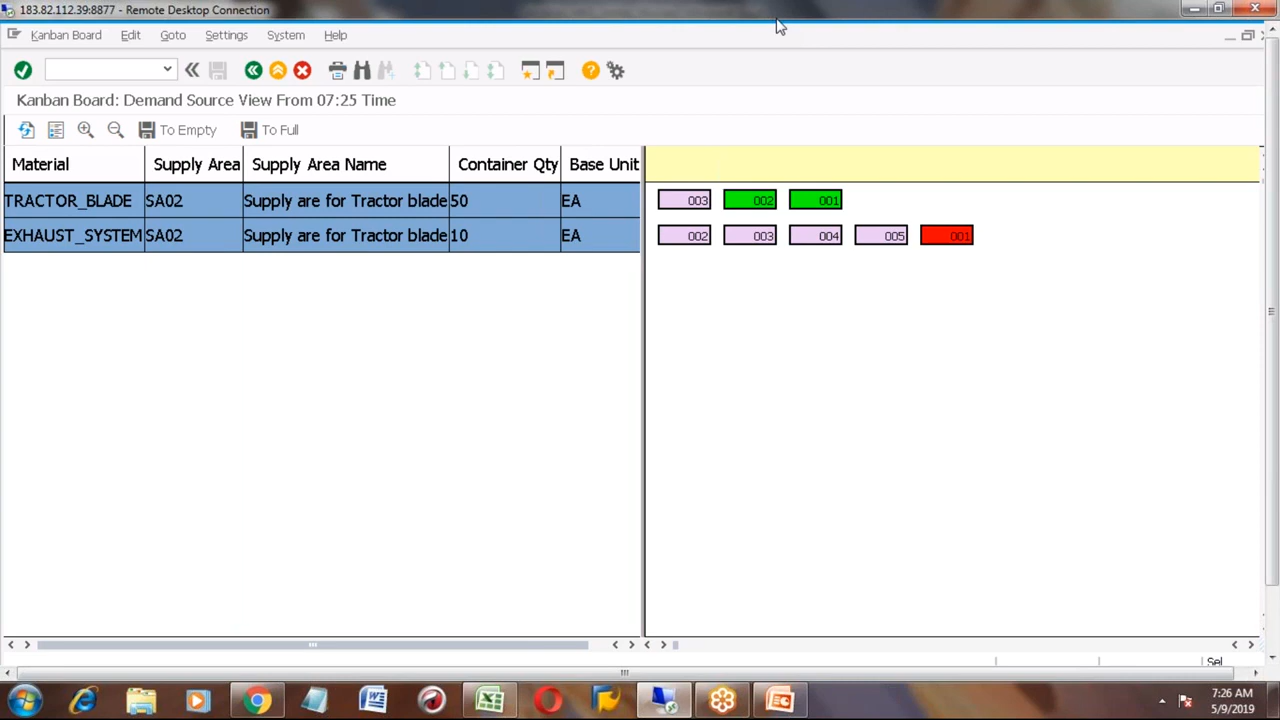 183.82.112.39:8877 - Remote Desktop Connection
Kanban Board Edit Goto Settings System Help
Kanban Board: Demand Source View From 07:25 Time
To Empty To Full
Material Supply Area Supply Area Name Container Qty Base Unit
TRACTOR_BLADE SA02 Supply are for Tractor blade 50 EA 003 002 001
EXHAUST_SYSTEM SA02 Supply are for Tractor blade 10 EA 002 003 004 005 001
Sel
7:26 AM
5/9/2019